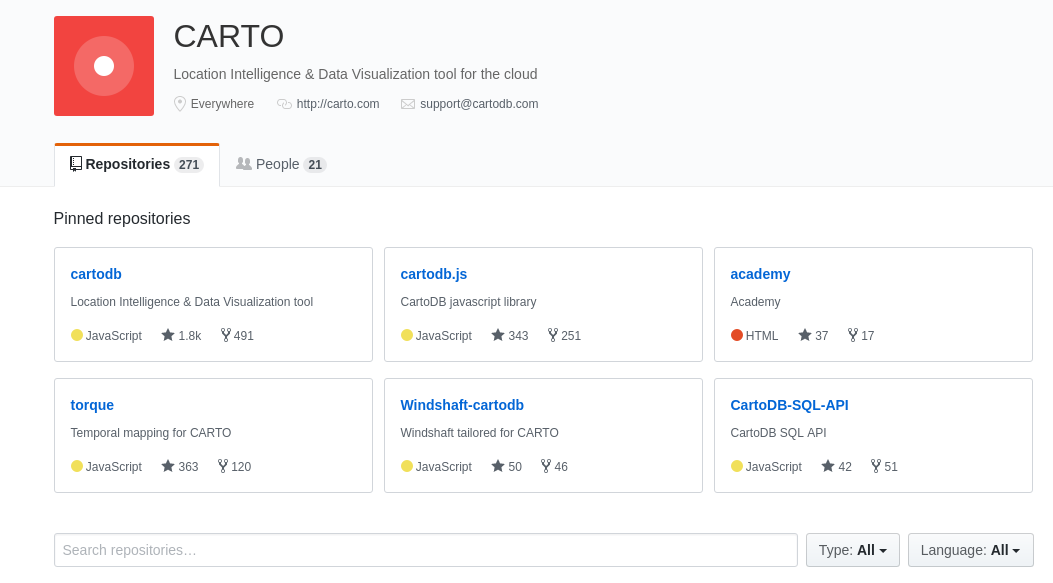 CARTO
Location Intelligence & Data Visualization tool for the cloud
Everywhere http://carto.com support@cartodb.com
Repositories 271 People 21
Pinned repositories
cartodb
Location Intelligence & Data Visualization tool
JavaScript 1.8k 491
cartodb.js
CartoDB javascript library
JavaScript 343 251
academy
Academy
HTML 37 17
torque
Temporal mapping for CARTO
JavaScript 363 120
Windshaft-cartodb
Windshaft tailored for CARTO
JavaScript 50 46
CartoDB-SQL-API
CartoDB SQL API
JavaScript 42 51
Search repositories… Type: All Language: All